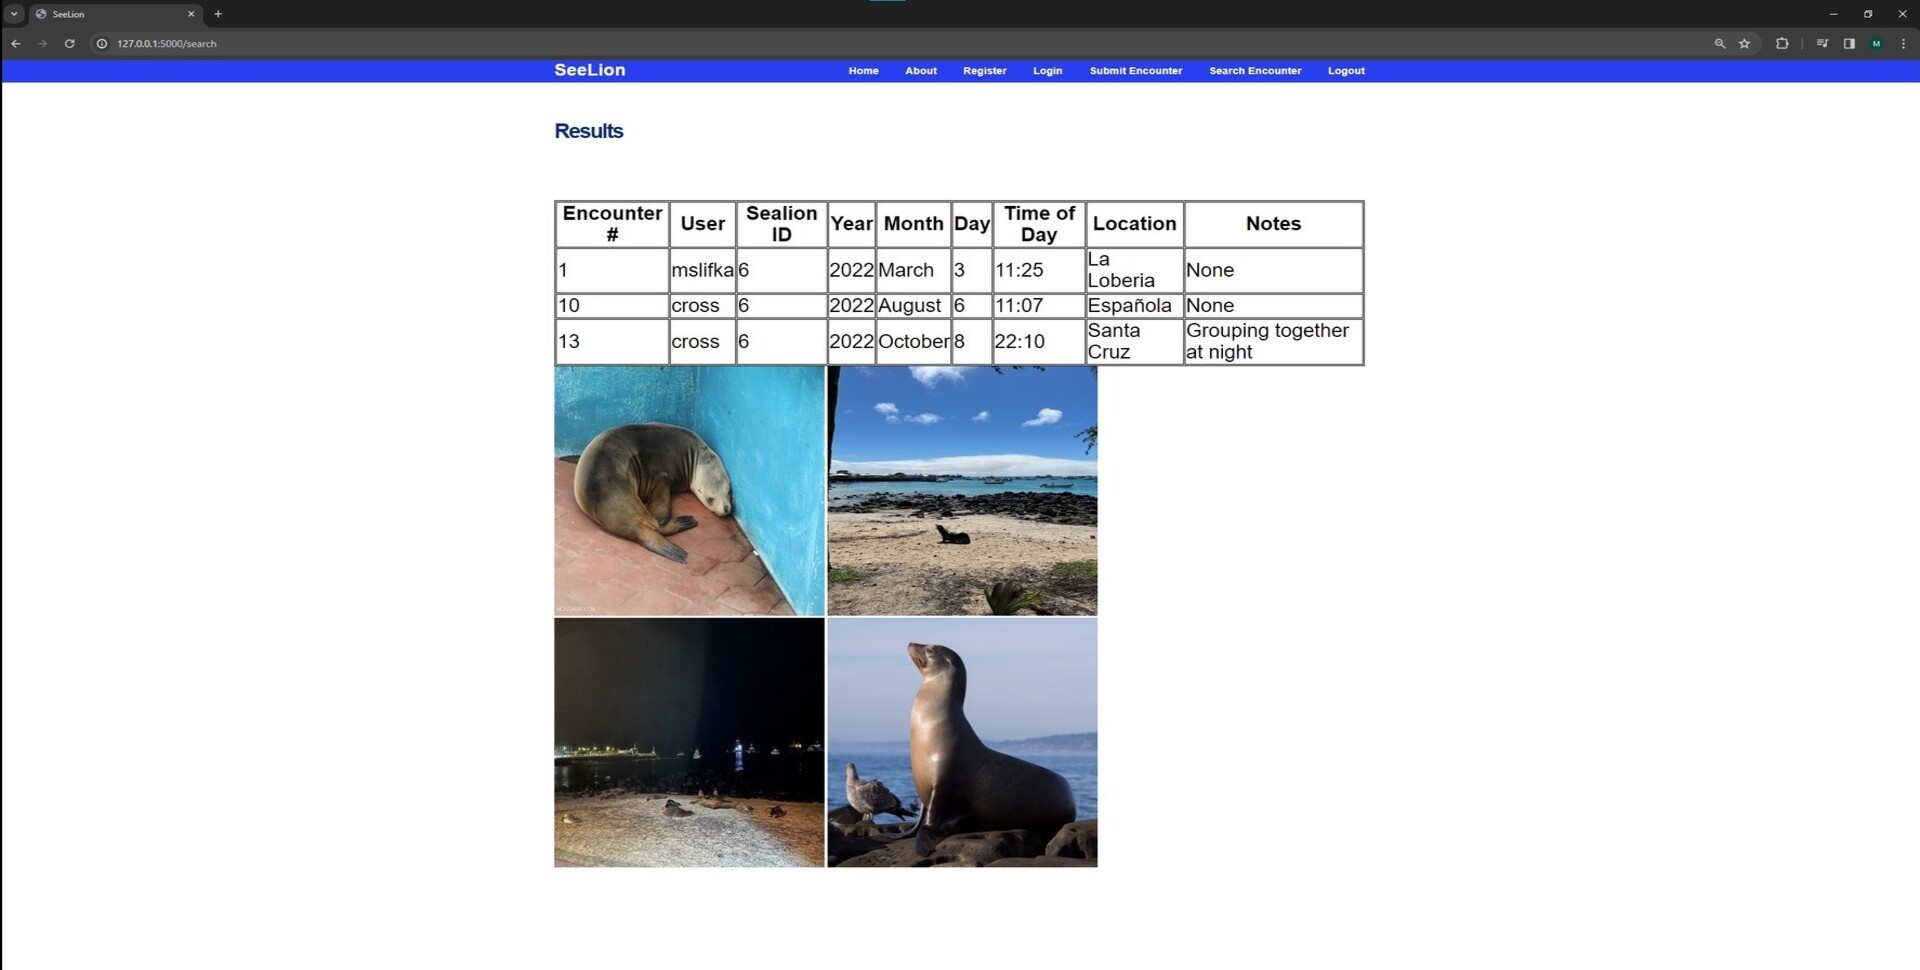 SeeLion
127.0.0.1:5000/search
M
SeeLion Home About Register Login Submit Encounter Search Encounter Logout
Results
Encounter # User Sealion ID Year Month Day Time of Day Location Notes
1 mslifka 6 2022 March 3 11:25 La Loberia None
10 cross 6 2022 August 6 11:07 Española None
13 cross 6 2022 October 8 22:10 Santa Cruz Grouping together at night